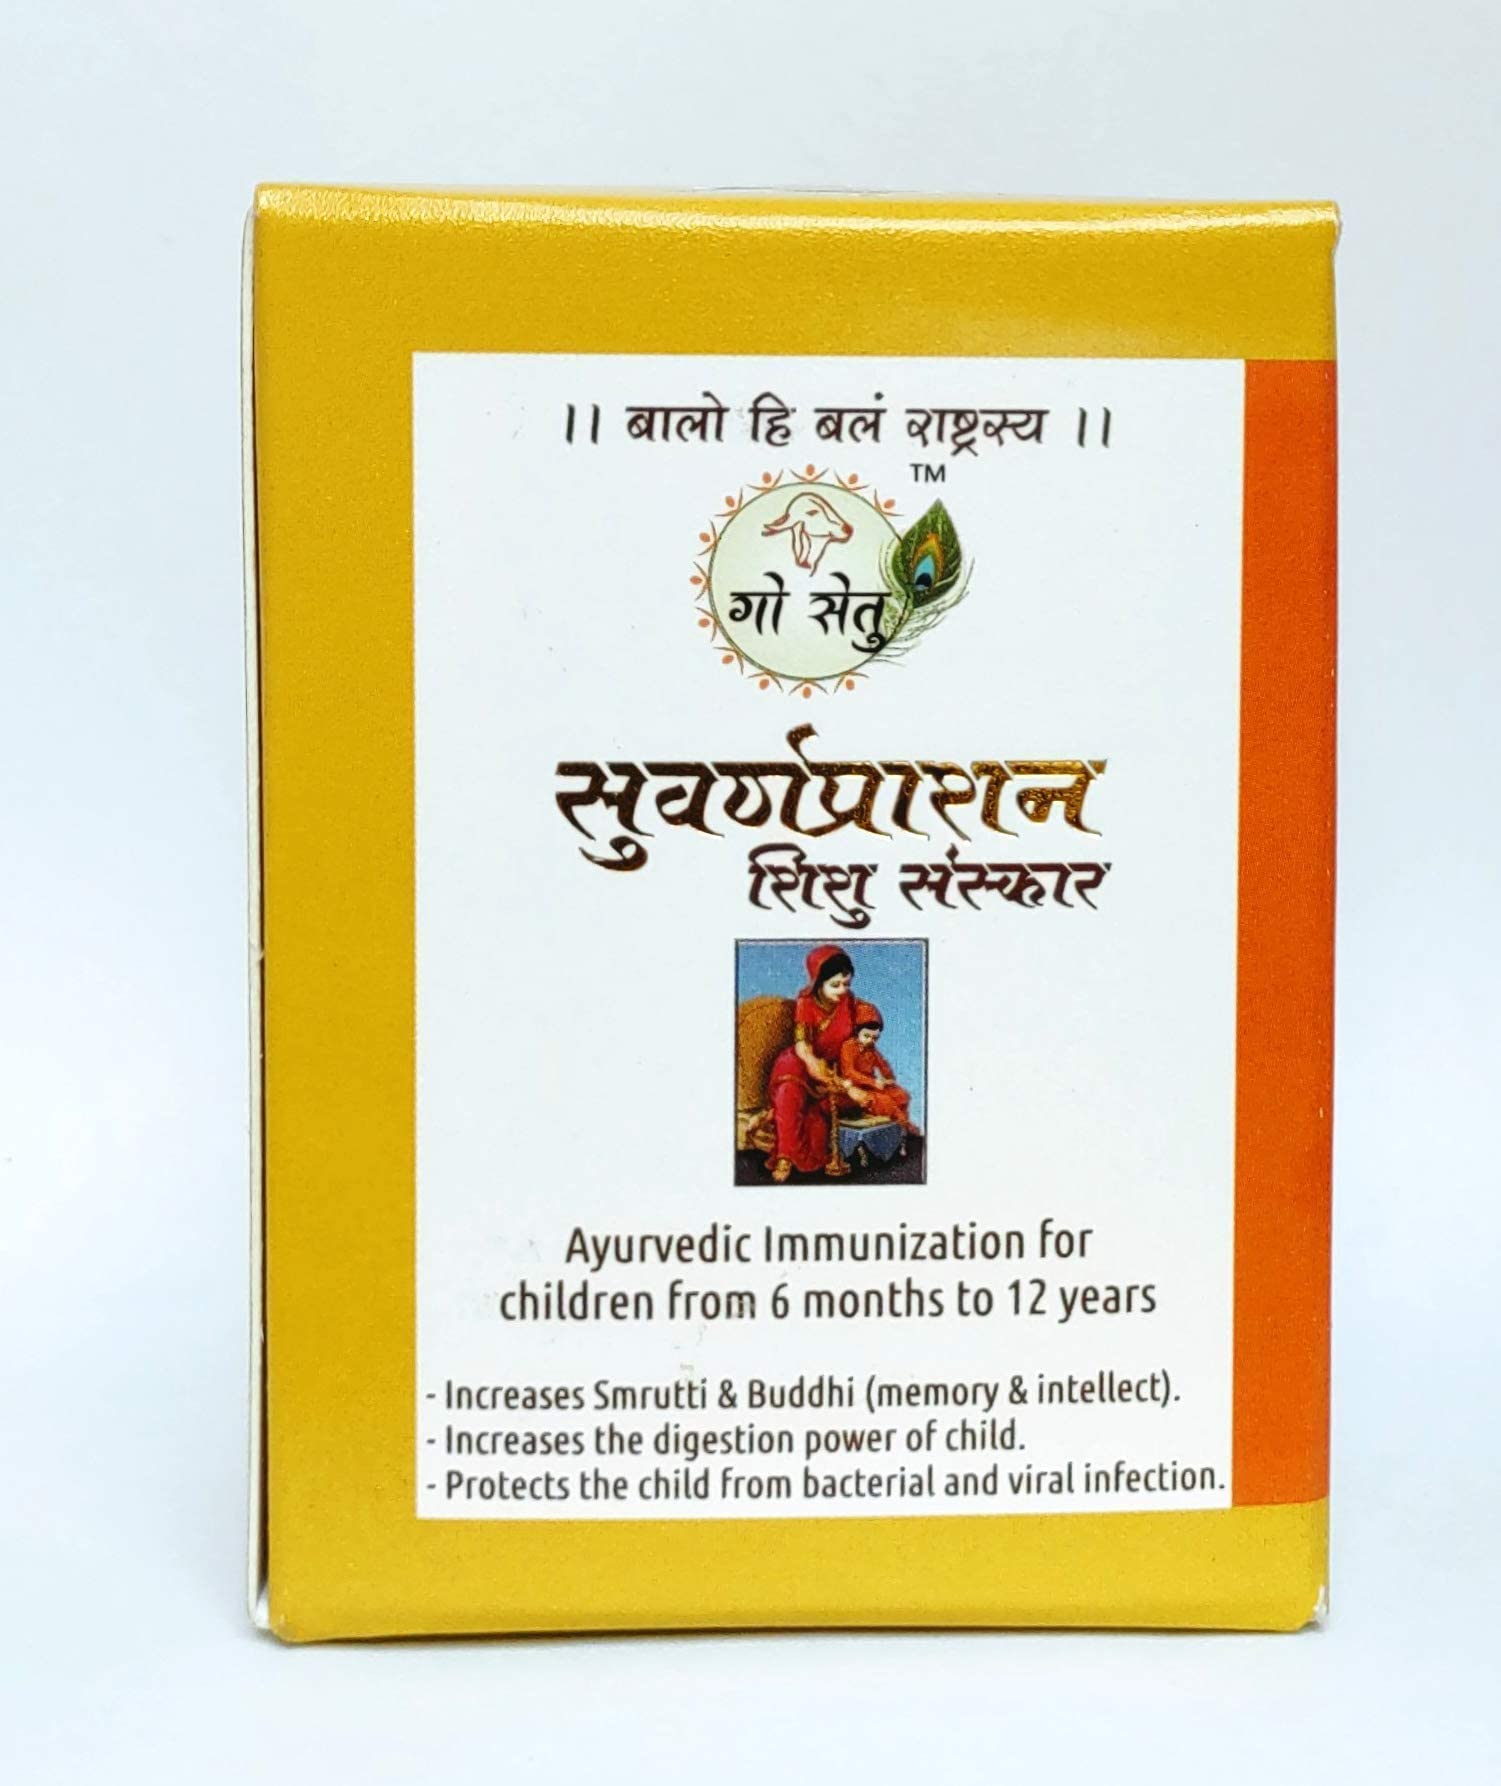 ।। बालो हि बलं राष्ट्रस्य ।।
TM
गो सेतु
सुवर्णप्राशन
शिशु संस्कार
Ayurvedic Immunization for
children from 6 months to 12 years
- Increases Smrutti & Buddhi (memory & intellect).
- Increases the digestion power of child.
- Protects the child from bacterial and viral infection.